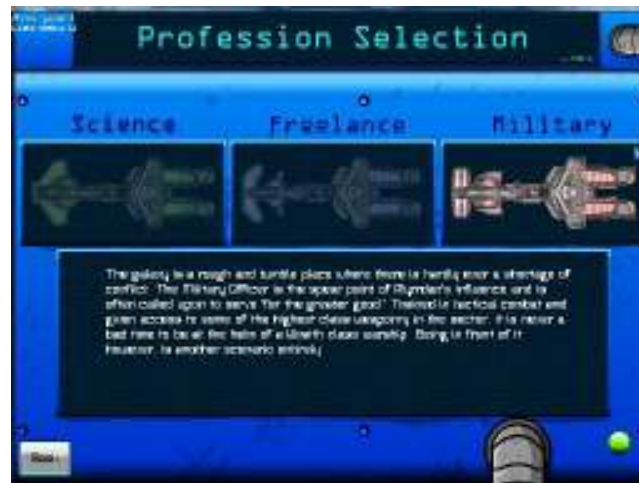 Profession Selection
Science
Freelance
Military
The galaxy is a rough and tumble place where there is hardly ever a shortage of
conflict. The Military Officer is the spear point of influence and is
often called upon to serve "for the greater good." Trained in tactical combat and
given access to some of the highest class weaponry in the sector, it is never a
bad time to be at the helm of a class warship. Being in front of it
however, is another scenario entirely.